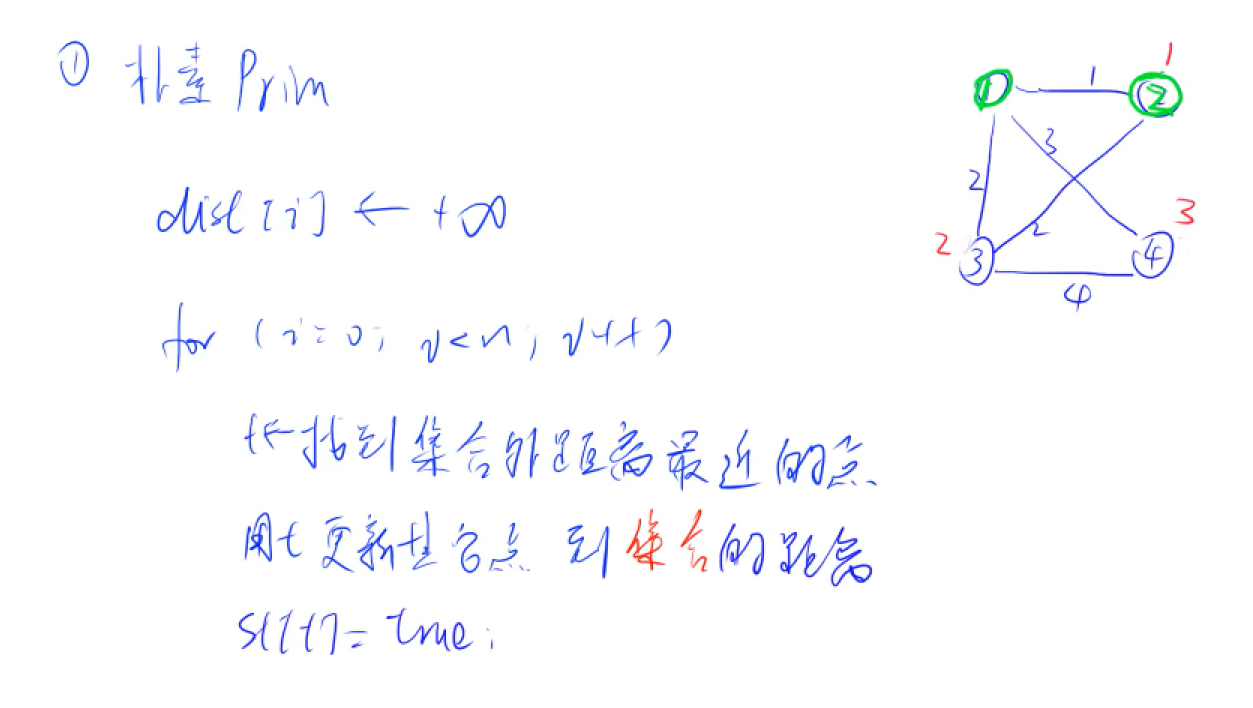 ① 朴素 Prim
dist[i] ← +∞
for (i=0; i<n; i++)
t←找到集合外距离最近的点
用t更新其它点 到集合的距离
st[t]=true;
1
1
①
②
3
2
2
3
2
③
④
4